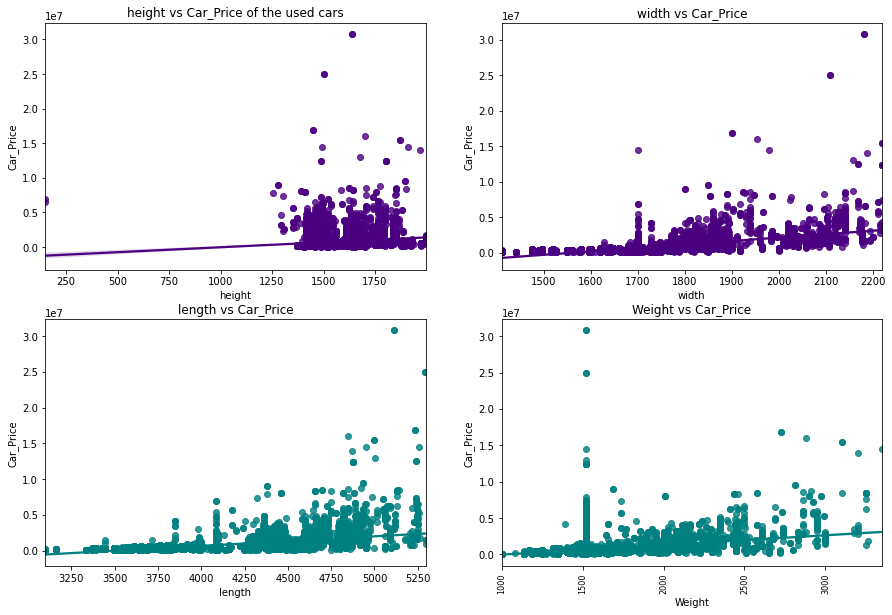 height vs Car_Price of the used cars
1e7
3.0
2.5
2.0
1.5
1.0
0.5
0.0
Car_Price
250 500 750 1000 1250 1500 1750
height
width vs Car_Price
1e7
3.0
2.5
2.0
1.5
1.0
0.5
0.0
Car_Price
1500 1600 1700 1800 1900 2000 2100 2200
width
length vs Car_Price
1e7
3.0
2.5
2.0
1.5
1.0
0.5
0.0
Car_Price
3250 3500 3750 4000 4250 4500 4750 5000 5250
length
Weight vs Car_Price
1e7
3.0
2.5
2.0
1.5
1.0
0.5
0.0
Car_Price
1000 1500 2000 2500 3000
Weight